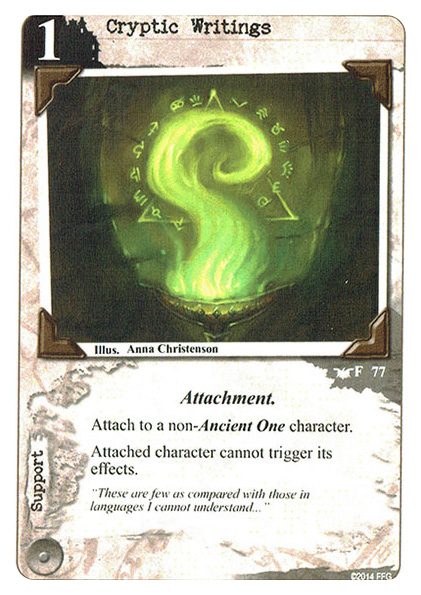 1
Cryptic Writings
Illus. Anna Christenson
F 77
Attachment.
Attach to a non-Ancient One character.
Attached character cannot trigger its
effects.
"These are few as compared with those in
languages I cannot understand..."
Support
©2014 FFG